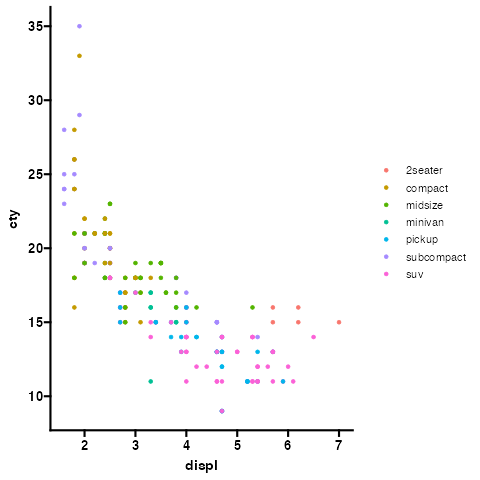 35
30
25
20
15
10
cty
2 3 4 5 6 7
displ
2seater
compact
midsize
minivan
pickup
subcompact
suv